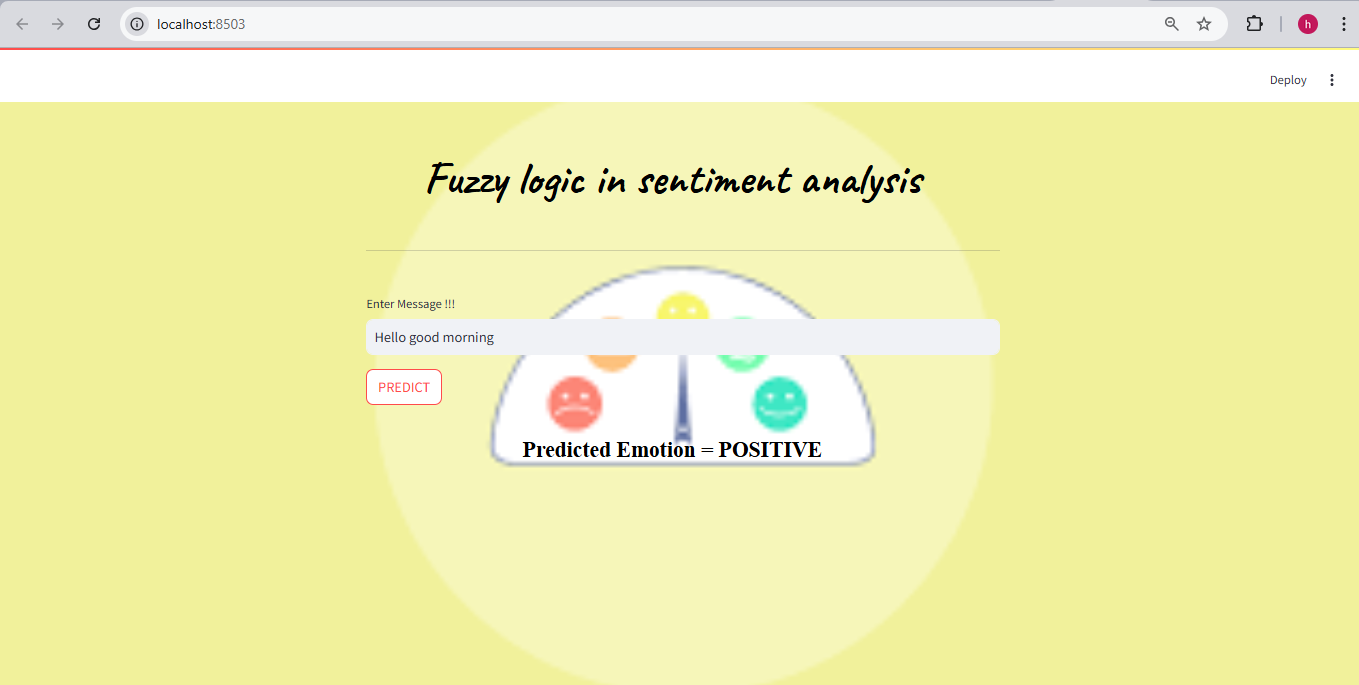 localhost:8503
h
Deploy
Fuzzy logic in sentiment analysis
Enter Message !!!
Hello good morning
PREDICT
Predicted Emotion = POSITIVE